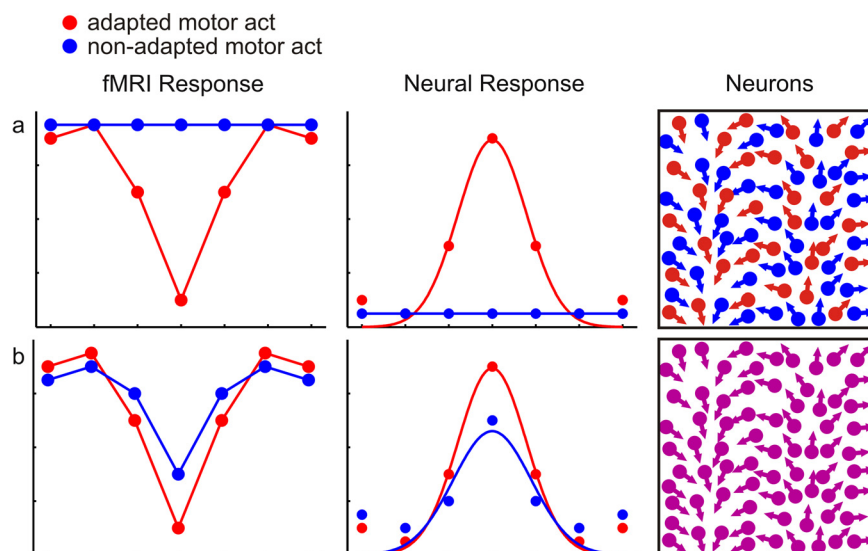 adapted motor act
non-adapted motor act
fMRI Response Neural Response Neurons
a
b